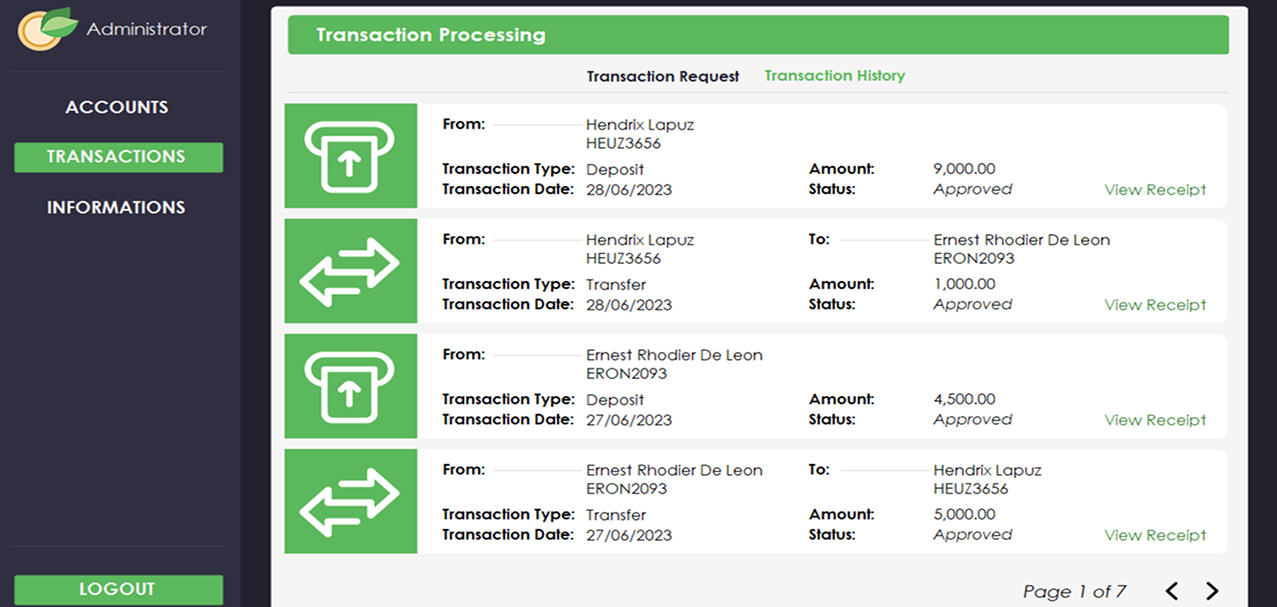 Administrator
ACCOUNTS
TRANSACTIONS
INFORMATIONS
LOGOUT
Transaction Processing
Transaction Request Transaction History
From: Hendrix Lapuz
HEUZ3656
Transaction Type: Deposit Amount: 9,000.00
Transaction Date: 28/06/2023 Status: Approved View Receipt
From: Hendrix Lapuz To: Ernest Rhodier De Leon
HEUZ3656 ERON2093
Transaction Type: Transfer Amount: 1,000.00
Transaction Date: 28/06/2023 Status: Approved View Receipt
From: Ernest Rhodier De Leon
ERON2093
Transaction Type: Deposit Amount: 4,500.00
Transaction Date: 27/06/2023 Status: Approved View Receipt
From: Ernest Rhodier De Leon To: Hendrix Lapuz
ERON2093 HEUZ3656
Transaction Type: Transfer Amount: 5,000.00
Transaction Date: 27/06/2023 Status: Approved View Receipt
Page 1 of 7